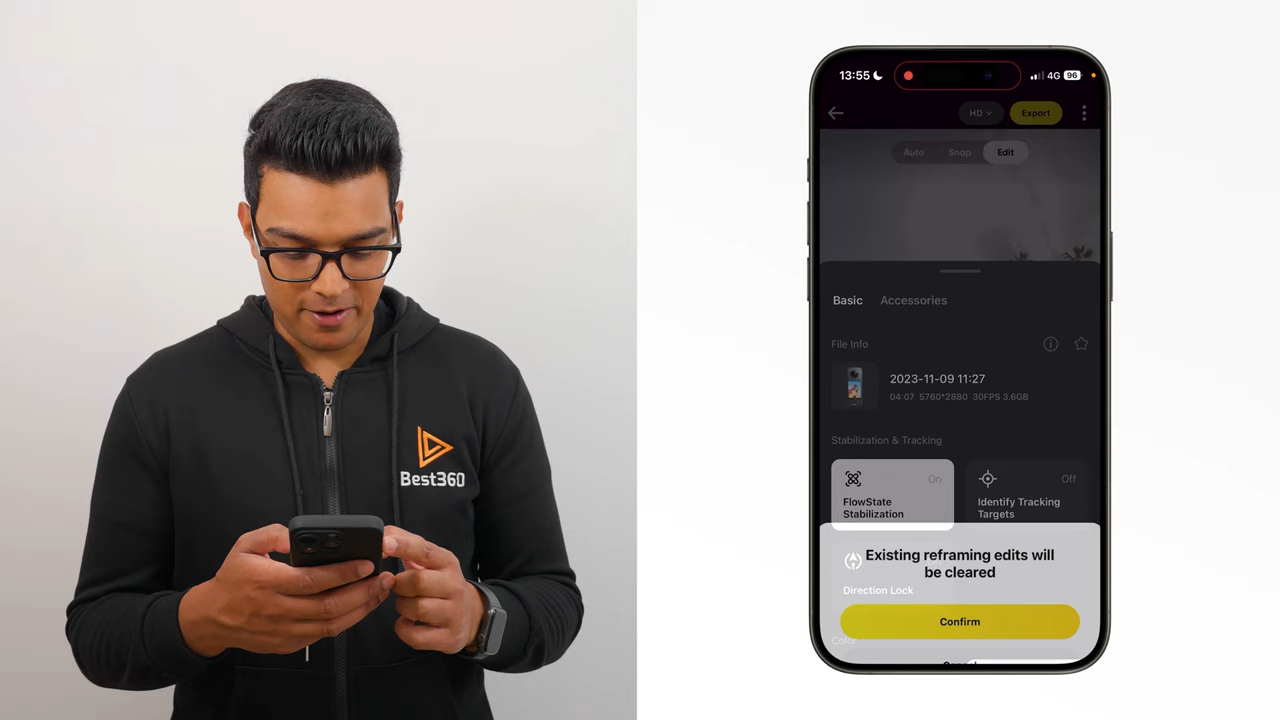 Best360
13:55
4G 96
HD
Export
Auto Snap Edit
Basic Accessories
File Info
2023-11-09 11:27
04:07 5760*2880 30FPS 3.6GB
Stabilization & Tracking
On
FlowState
Stabilization
Off
Identify Tracking
Targets
Existing reframing edits will
be cleared
Direction Lock
Confirm
Color
Cancel